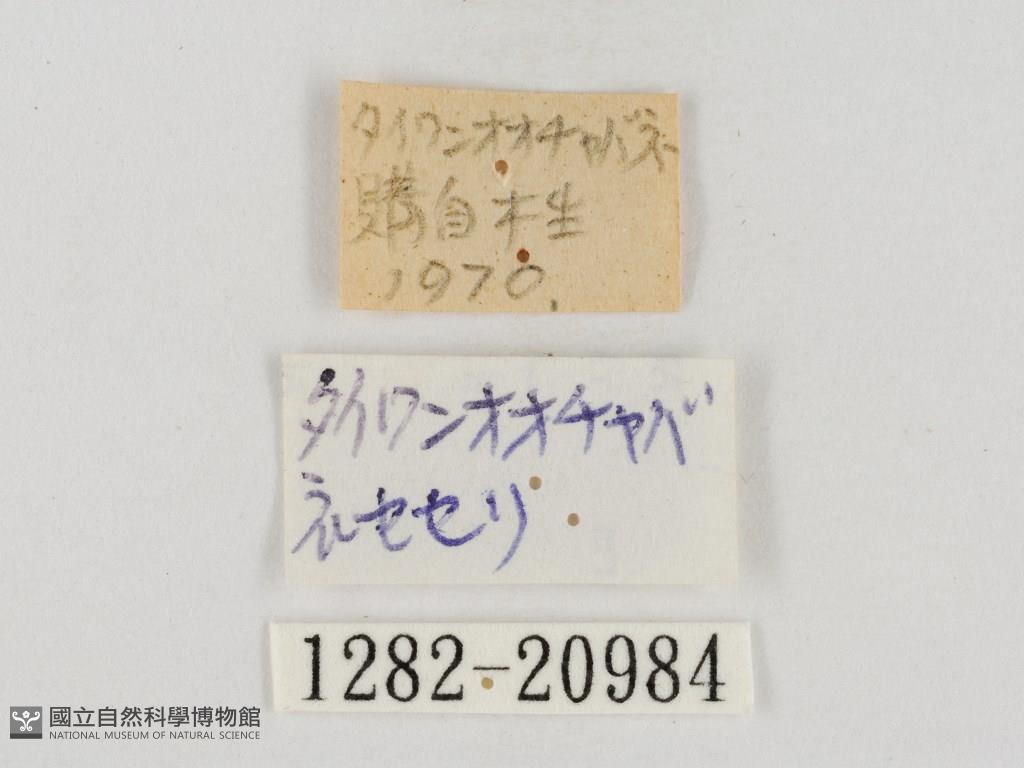 タイワンオオチャバネ
購自木生
1970.
タイワンオオチャバ
ネセセリ
1282-20984
國立自然科學博物館
NATIONAL MUSEUM OF NATURAL SCIENCE